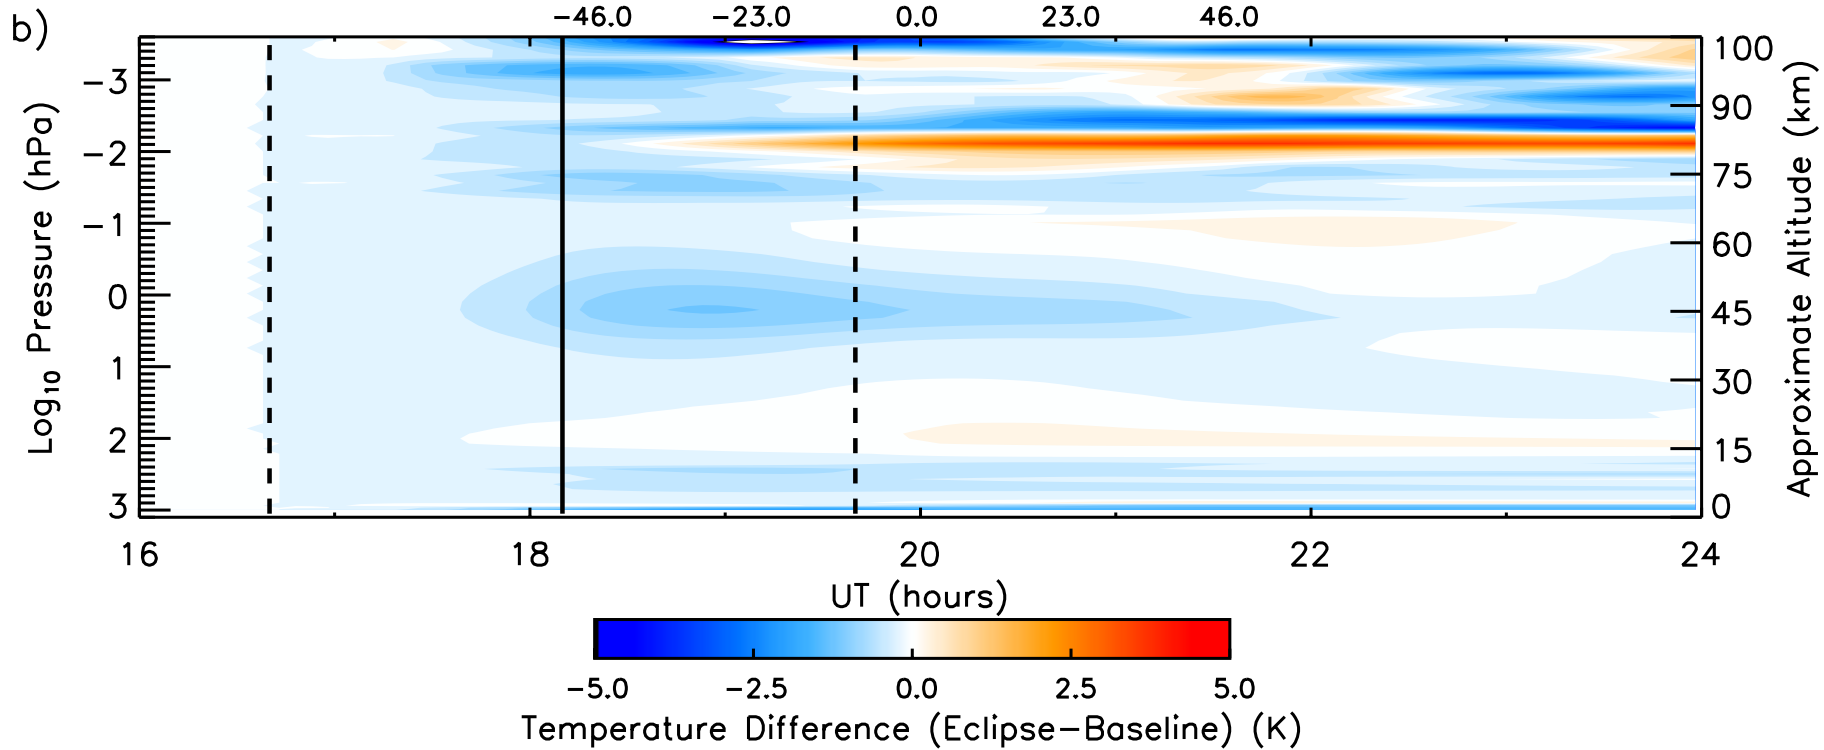 b)
−46.0 −23.0 0.0 23.0 46.0
Log10 Pressure (hPa)
−3
−2
−1
0
1
2
3
100
90
75
60
45
30
15
0
Approximate Altitude (km)
16 18 20 22 24
UT (hours)
−5.0 −2.5 0.0 2.5 5.0
Temperature Difference (Eclipse−Baseline) (K)